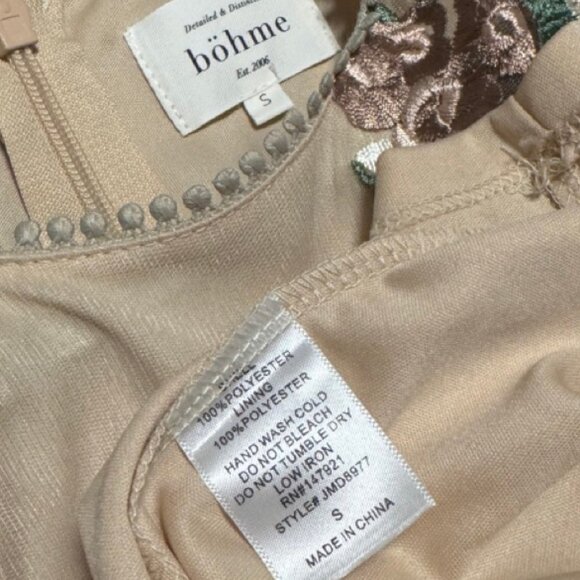 Detailed &
böhme
Est. 2006
S
100%POLYESTER
LINING
100%POLYESTER
HAND WASH COLD
DO NOT BLEACH
DO NOT TUMBLE DRY
LOW IRON
RN#147921
STYLE# JMD8977
S
MADE IN CHINA